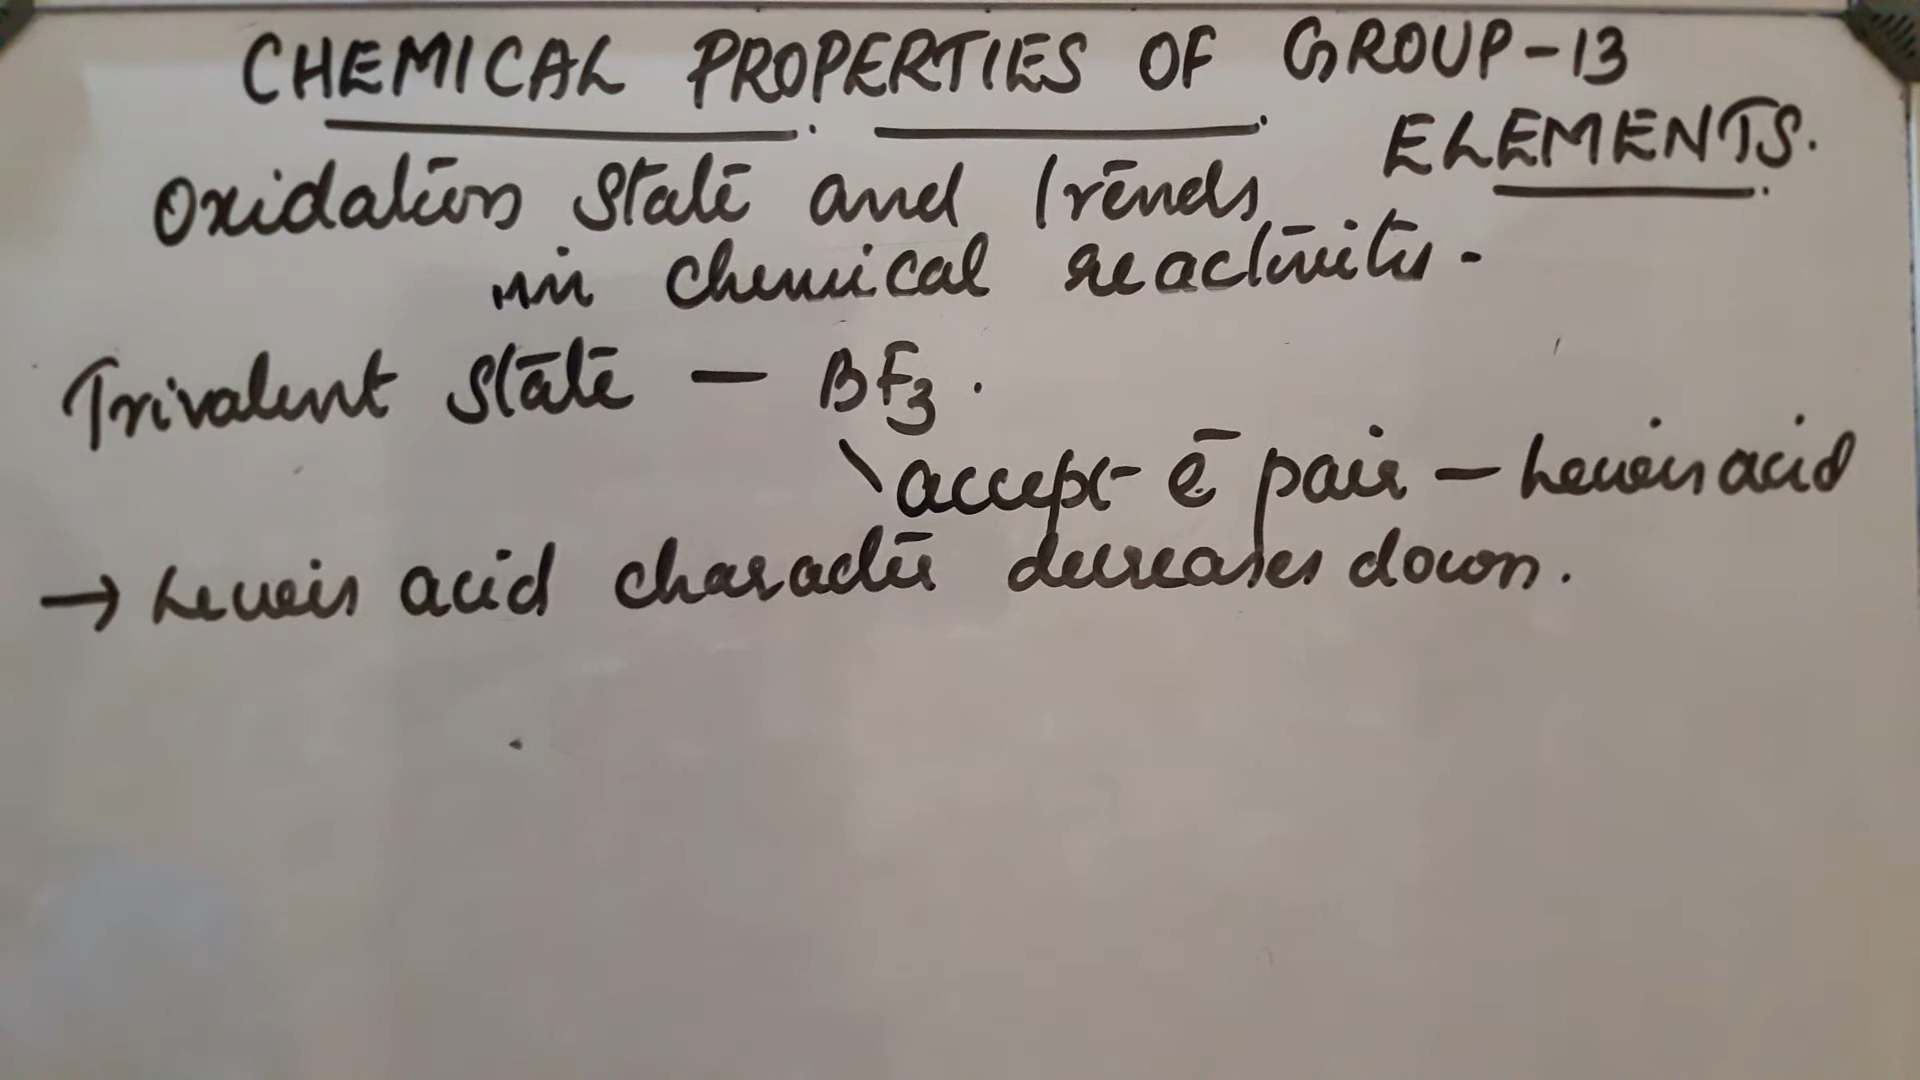 CHEMICAL PROPERTIES OF GROUP-13
ELEMENTS.
Oxidation State and Trends
in chemical reactivity.
Trivalent State — BF3.
accept e̅ pair — Lewis acid
→ Lewis acid character decreases down.